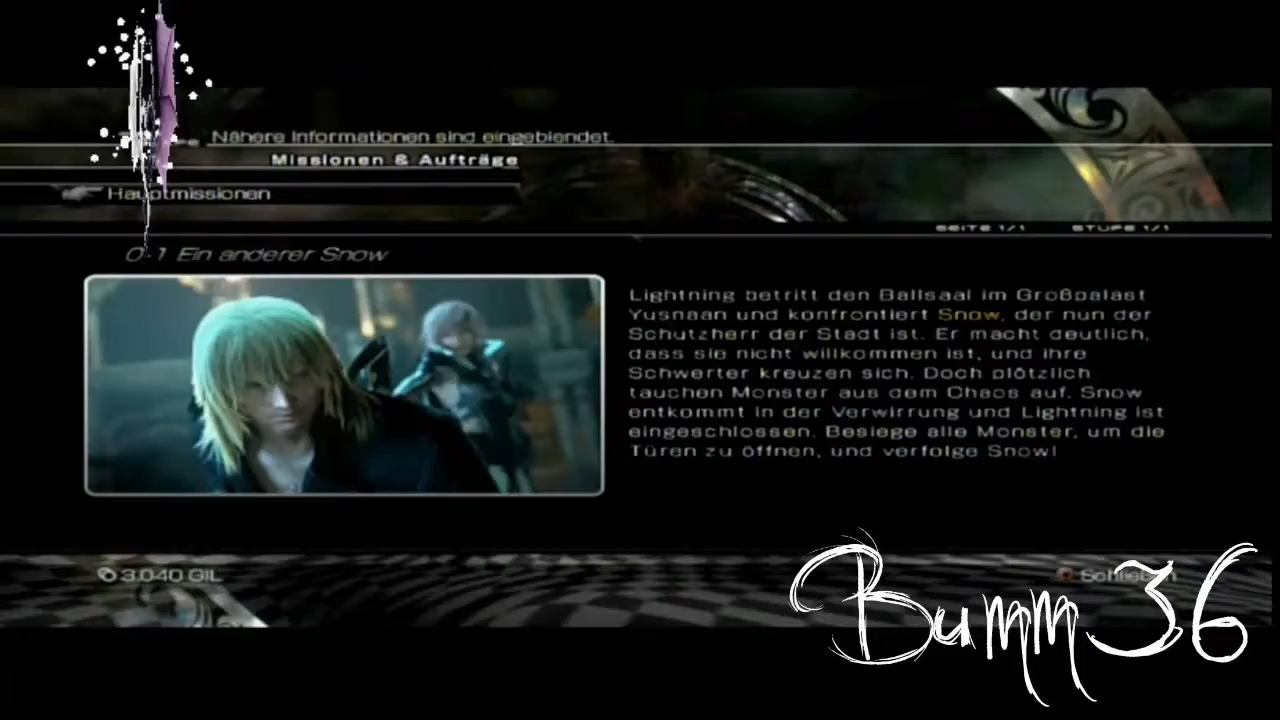 Nähere Informationen sind eingeblendet.
Missionen & Aufträge
Hauptmissionen
SEITE 1/1 STUFE 1/1
0-1 Ein anderer Snow
Lightning betritt den Ballsaal im Großpalast
Yusnaan und konfrontiert Snow, der nun der
Schutzherr der Stadt ist. Er macht deutlich,
dass sie nicht willkommen ist, und ihre
Schwerter kreuzen sich. Doch plötzlich
tauchen Monster aus dem Chaos auf. Snow
entkommt in der Verwirrung und Lightning ist
eingeschlossen. Besiege alle Monster, um die
Türen zu öffnen, und verfolge Snow!
3.040 GIL
Schließen
Bumm36